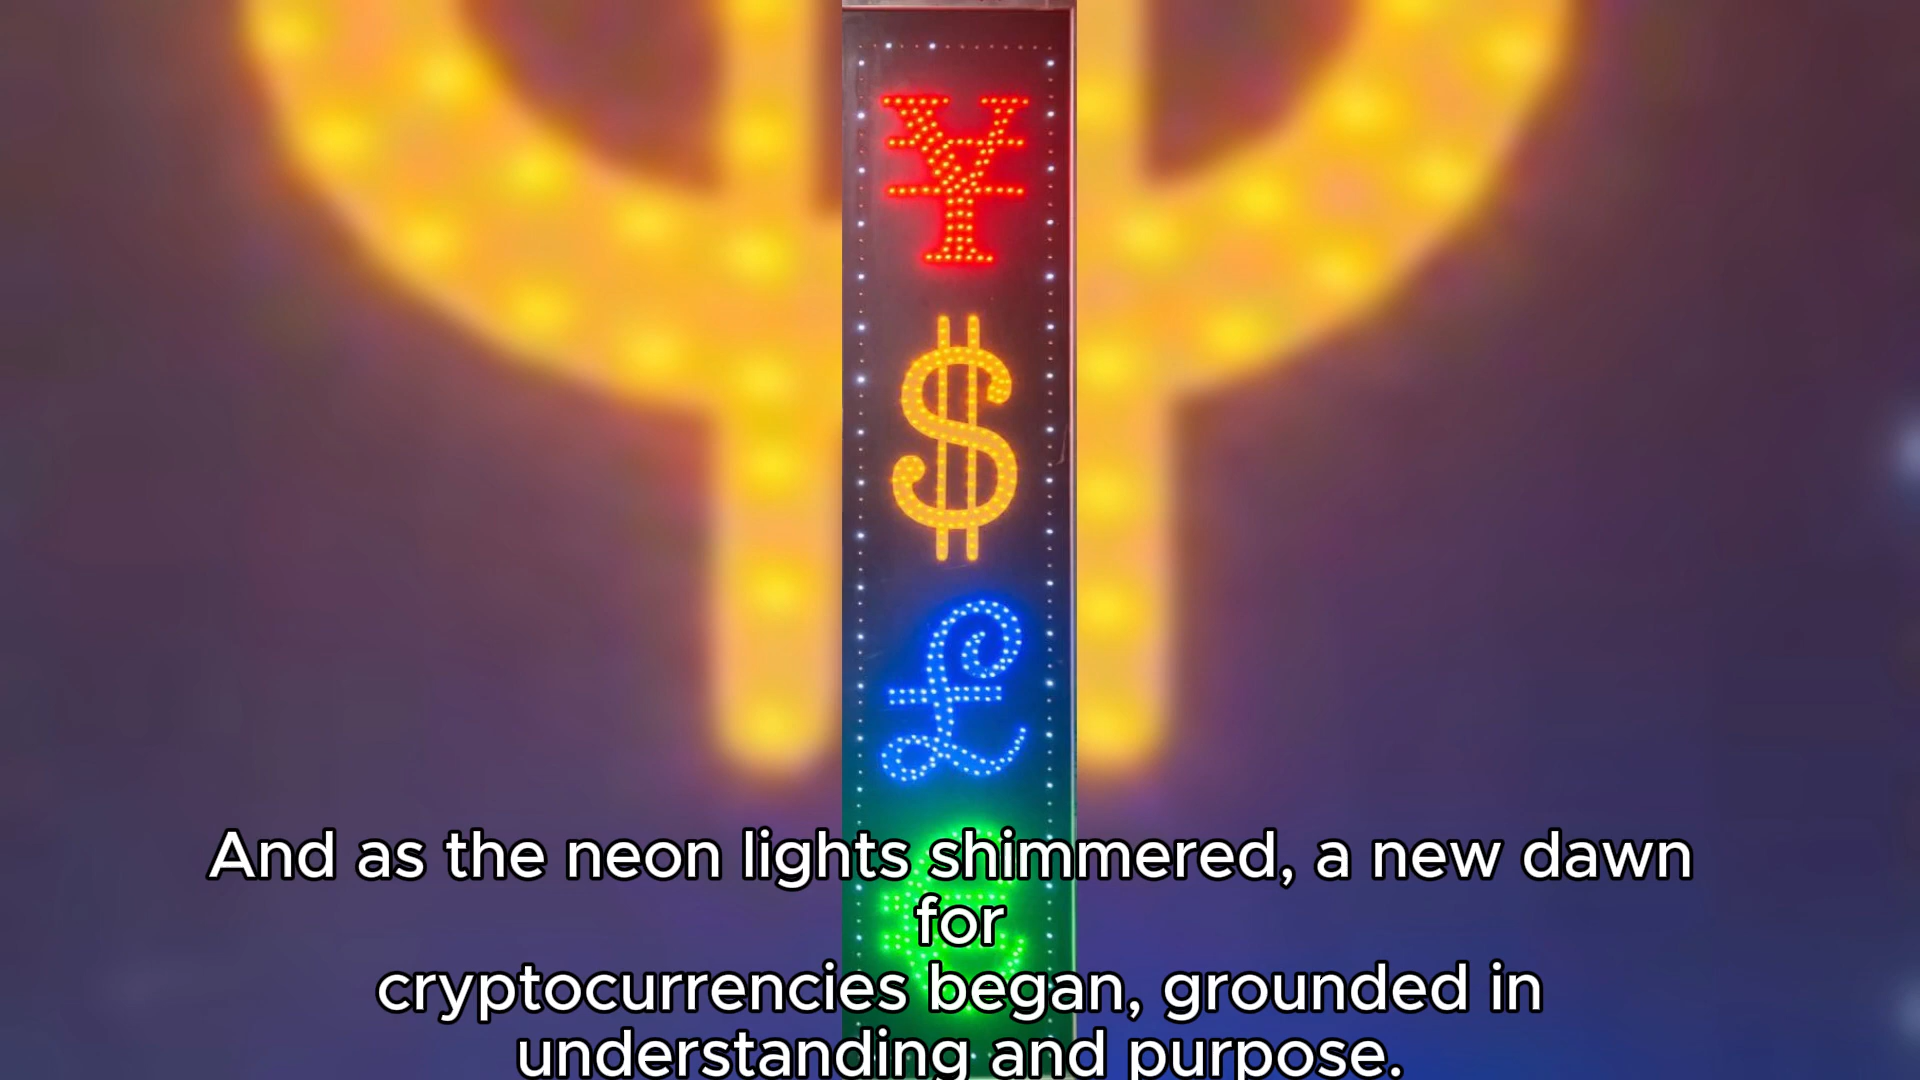 ¥
$
£
€
And as the neon lights shimmered, a new dawn
for
cryptocurrencies began, grounded in
understanding and purpose.